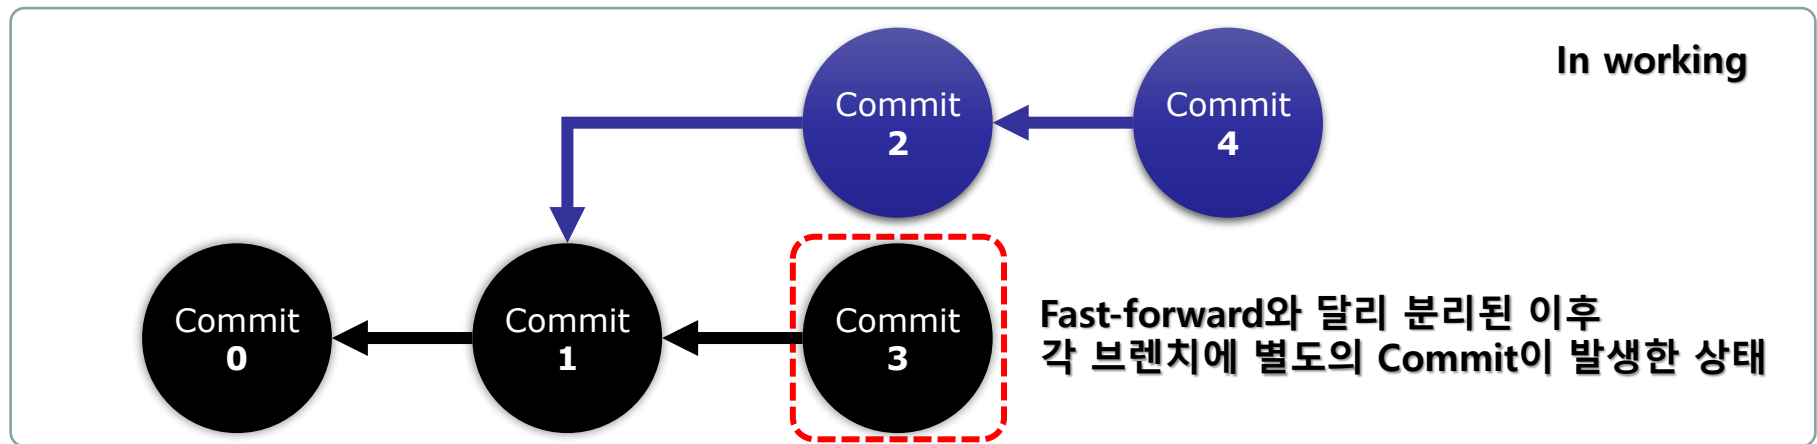 In working
Commit
2
Commit
4
Commit
0
Commit
1
Commit
3
Fast-forward와 달리 분리된 이후
각 브렌치에 별도의 Commit이 발생한 상태